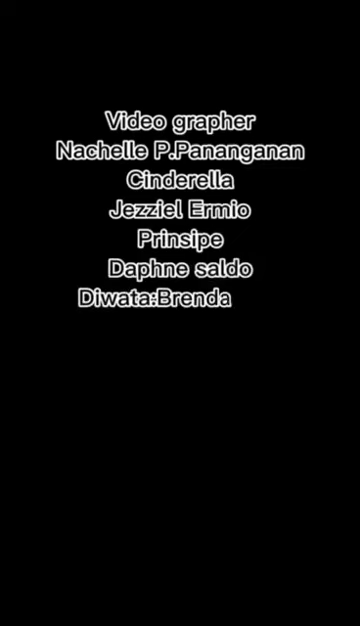 Video grapher
Nachelle P.Pananganan
Cinderella
Jezziel Ermio
Prinsipe
Daphne saldo
Diwata:Brenda